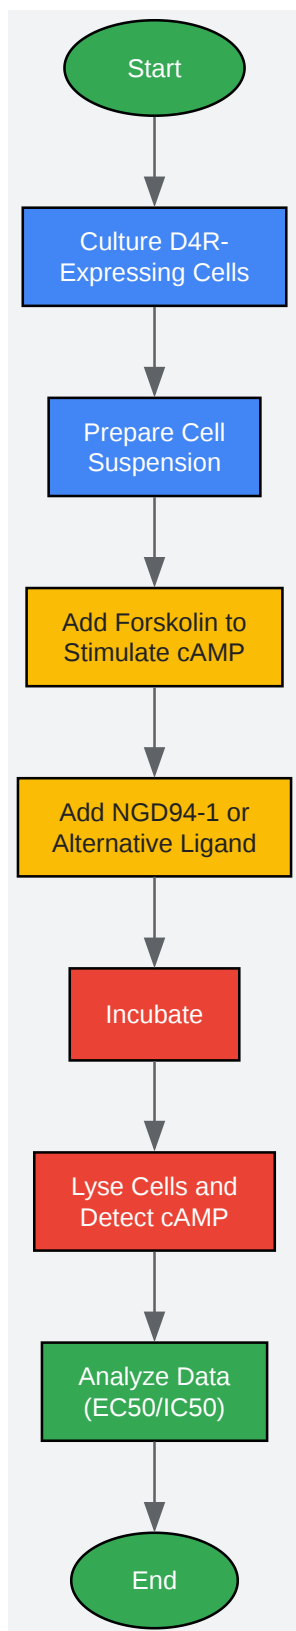 Start
Culture D4R-
Expressing Cells
Prepare Cell
Suspension
Add Forskolin to
Stimulate cAMP
Add NGD94-1 or
Alternative Ligand
Incubate
Lyse Cells and
Detect cAMP
Analyze Data
(EC50/IC50)
End